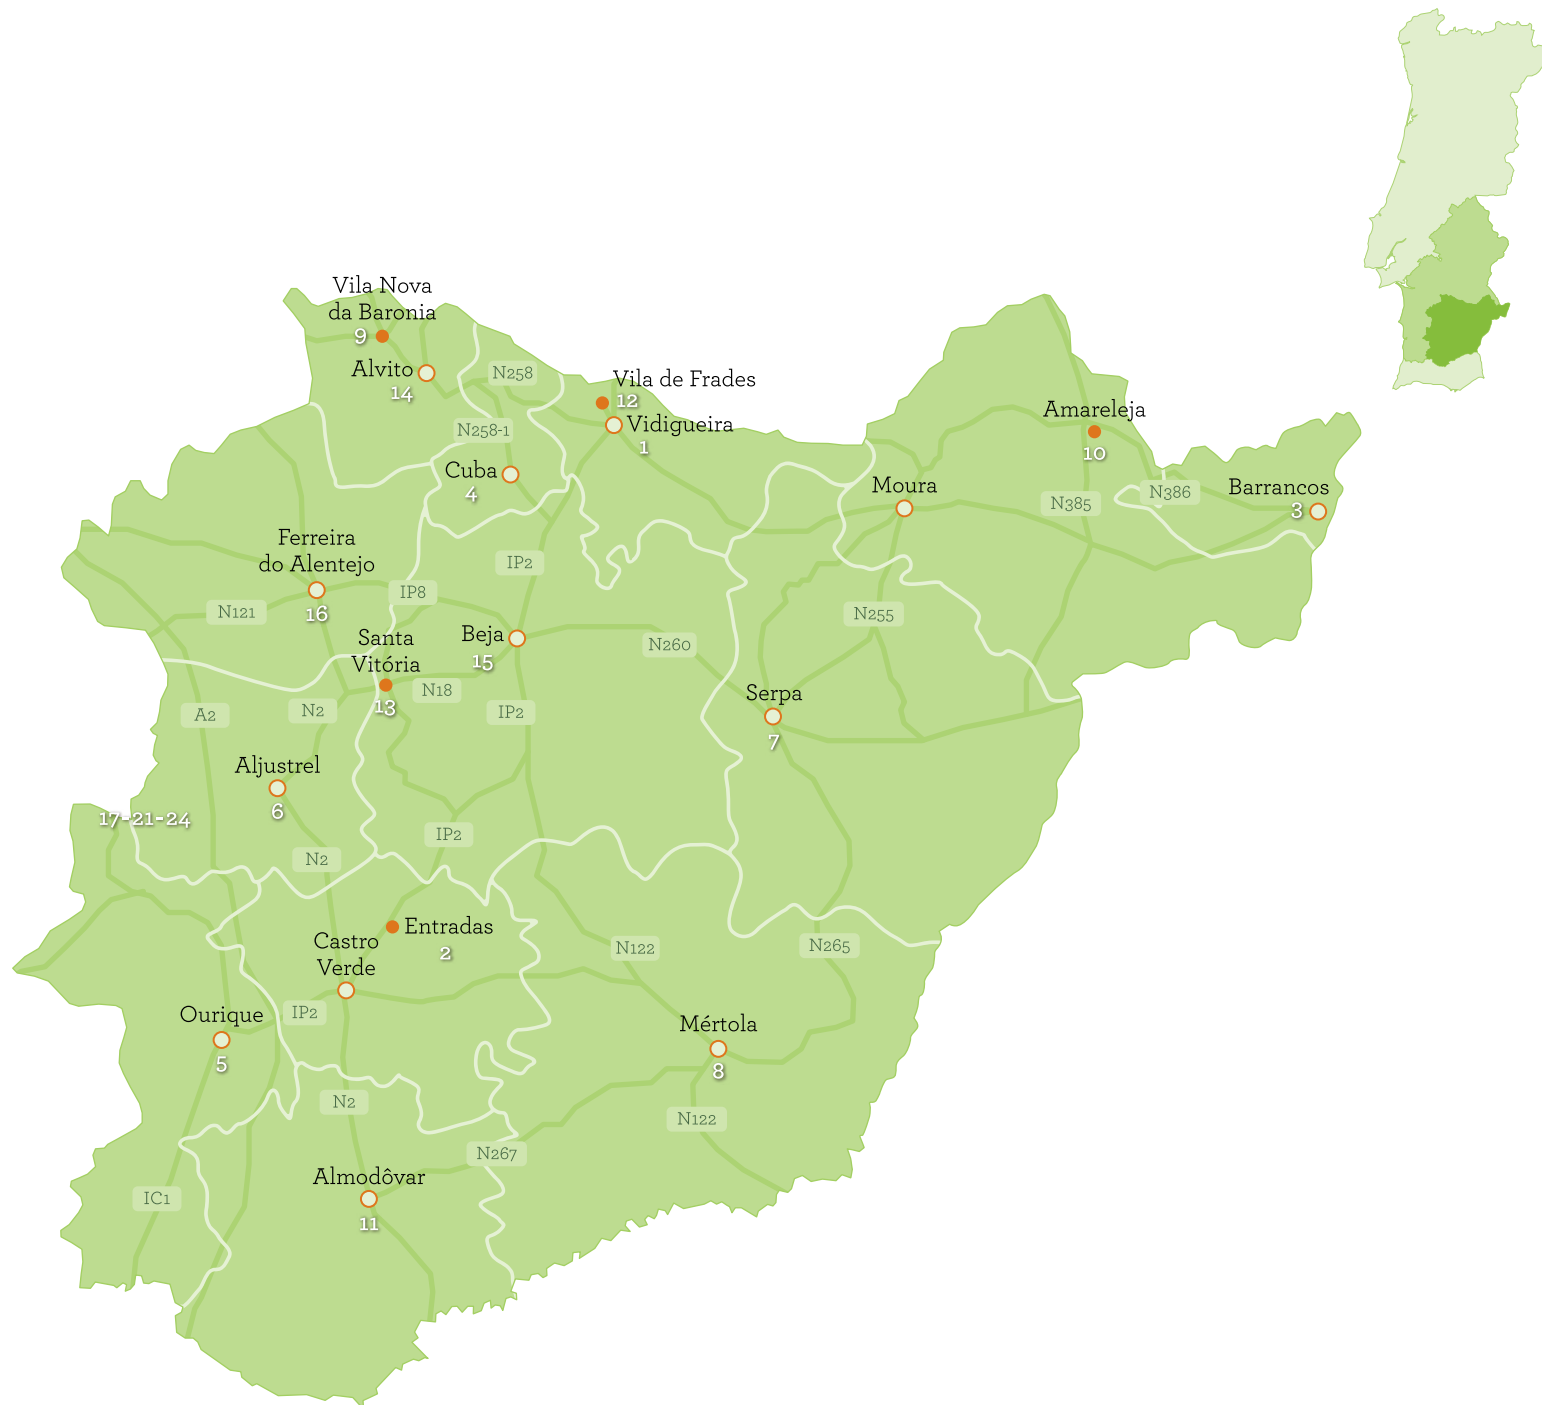 Vila Nova
da Baronia
9
Alvito
14
N258
Vila de Frades
12
Vidigueira
1
N258-1
Cuba
4
Amareleja
10
Moura
N385
N386
Barrancos
3
Ferreira
do Alentejo
16
IP2
IP8
N121
Santa
Vitória
13
Beja
15
N260
N255
N18
N2
A2
IP2
Serpa
7
Aljustrel
6
17-21-24
IP2
N2
Entradas
2
Castro
Verde
N122
N265
IP2
Ourique
5
Mértola
8
N2
N122
N267
Almodôvar
11
IC1